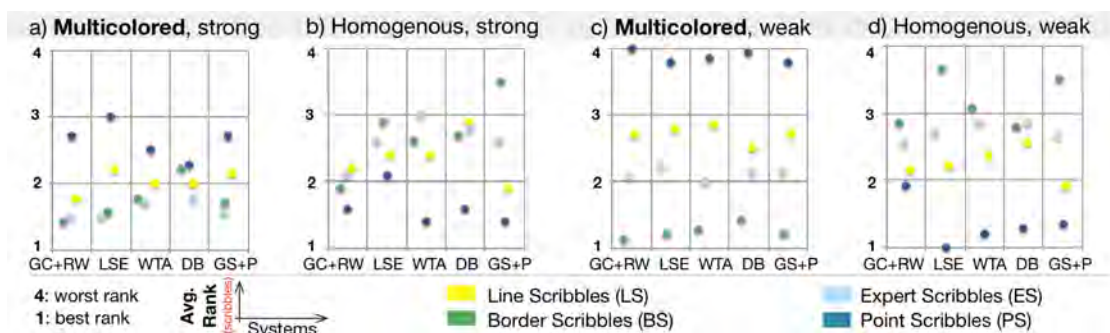 a) Multicolored, strong
b) Homogenous, strong
c) Multicolored, weak
d) Homogenous, weak
4
3
2
1
GC+RW LSE WTA DB GS+P
4
3
2
1
GC+RW LSE WTA DB GS+P
4
3
2
1
GC+RW LSE WTA DB GS+P
4
3
2
1
GC+RW LSE WTA DB GS+P
4: worst rank
1: best rank
Avg.
Rank
(scribbles)
Systems
Line Scribbles (LS)
Border Scribbles (BS)
Expert Scribbles (ES)
Point Scribbles (PS)